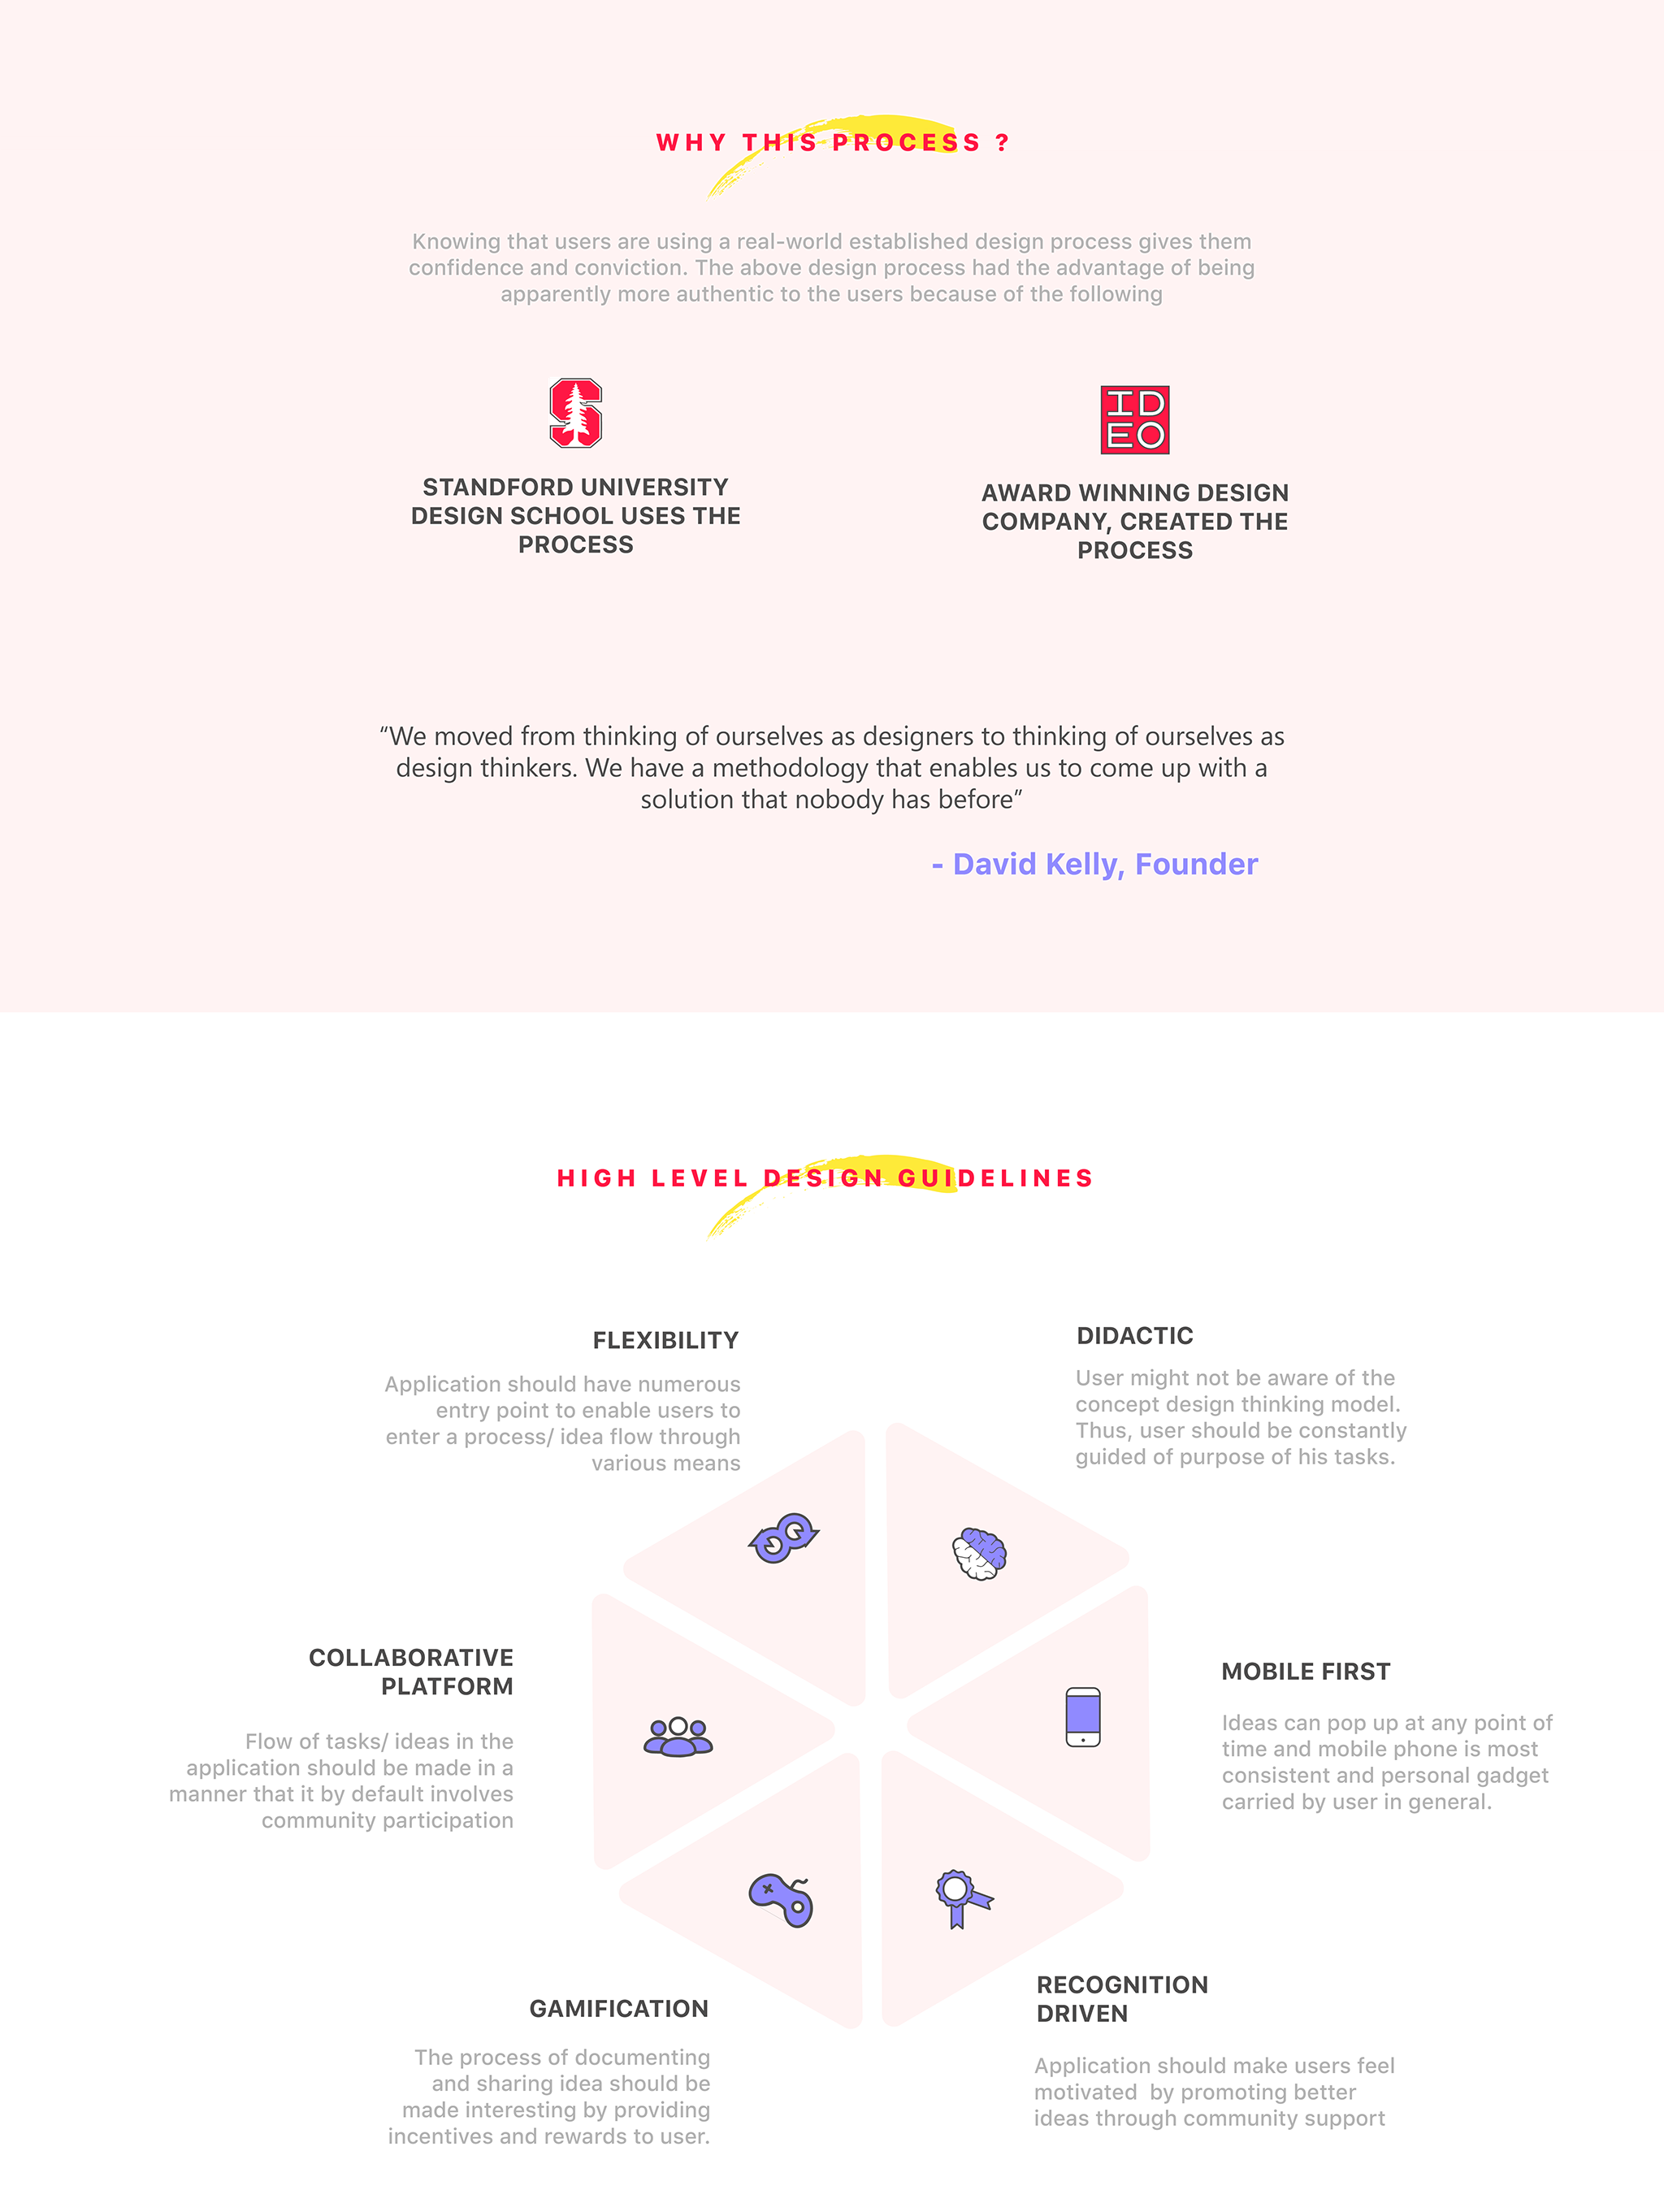 WHY THIS PROCESS ?
Knowing that users are using a real-world established design process gives them
confidence and conviction. The above design process had the advantage of being
apparently more authentic to the users because of the following
ID
EO
STANDFORD UNIVERSITY
DESIGN SCHOOL USES THE
PROCESS
AWARD WINNING DESIGN
COMPANY, CREATED THE
PROCESS
“We moved from thinking of ourselves as designers to thinking of ourselves as
design thinkers. We have a methodology that enables us to come up with a
solution that nobody has before”
- David Kelly, Founder
HIGH LEVEL DESIGN GUIDELINES
FLEXIBILITY
Application should have numerous
entry point to enable users to
enter a process/ idea flow through
various means
DIDACTIC
User might not be aware of the
concept design thinking model.
Thus, user should be constantly
guided of purpose of his tasks.
COLLABORATIVE
PLATFORM
Flow of tasks/ ideas in the
application should be made in a
manner that it by default involves
community participation
MOBILE FIRST
Ideas can pop up at any point of
time and mobile phone is most
consistent and personal gadget
carried by user in general.
GAMIFICATION
The process of documenting
and sharing idea should be
made interesting by providing
incentives and rewards to user.
RECOGNITION
DRIVEN
Application should make users feel
motivated  by promoting better
ideas through community support